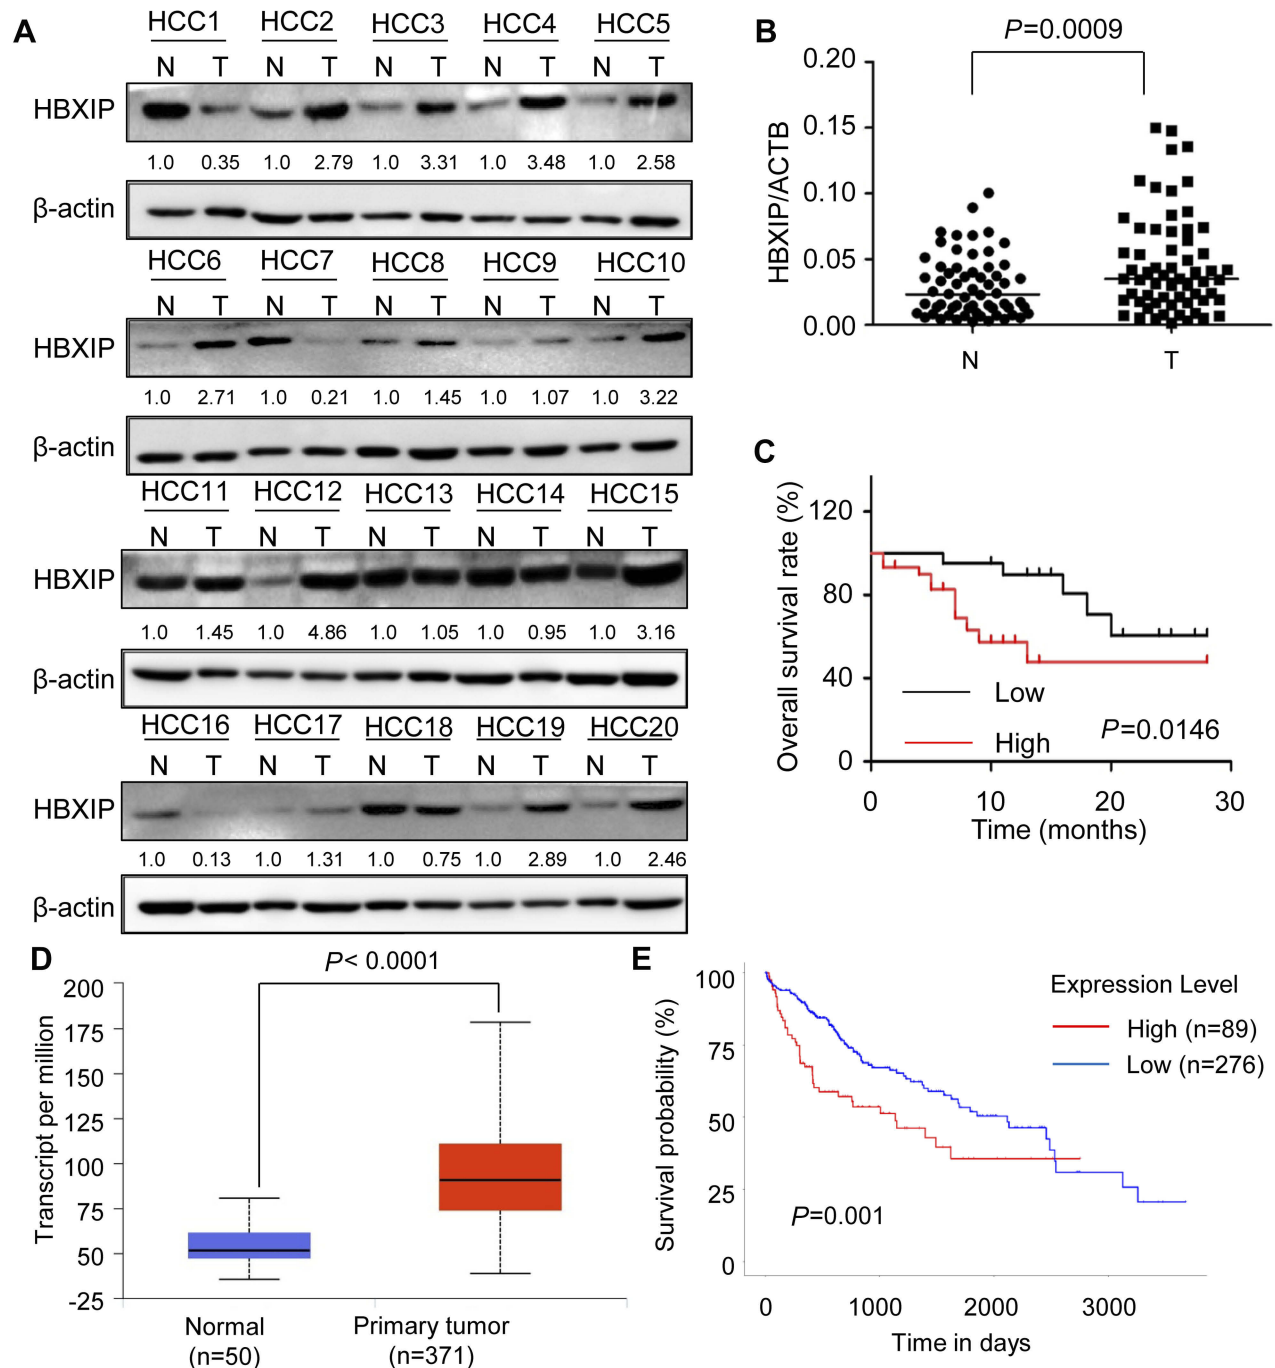 A
HCC1 HCC2 HCC3 HCC4 HCC5
N T N T N T N T N T
HBXIP
1.0 0.35 1.0 2.79 1.0 3.31 1.0 3.48 1.0 2.58
β-actin
HCC6 HCC7 HCC8 HCC9 HCC10
N T N T N T N T N T
HBXIP
1.0 2.71 1.0 0.21 1.0 1.45 1.0 1.07 1.0 3.22
β-actin
HCC11 HCC12 HCC13 HCC14 HCC15
N T N T N T N T N T
HBXIP
1.0 1.45 1.0 4.86 1.0 1.05 1.0 0.95 1.0 3.16
β-actin
HCC16 HCC17 HCC18 HCC19 HCC20
N T N T N T N T N T
HBXIP
1.0 0.13 1.0 1.31 1.0 0.75 1.0 2.89 1.0 2.46
β-actin
B
P=0.0009
HBXIP/ACTB
0.20
0.15
0.10
0.05
0.00
N T
C
Overall survival rate (%)
120
80
40
0
Low
High
P=0.0146
0 10 20 30
Time (months)
D
P< 0.0001
Transcript per million
200
175
150
125
100
75
50
-25
Normal
(n=50)
Primary tumor
(n=371)
E
Survival probability (%)
100
75
50
25
0
Expression Level
High (n=89)
Low (n=276)
P=0.001
0 1000 2000 3000
Time in days